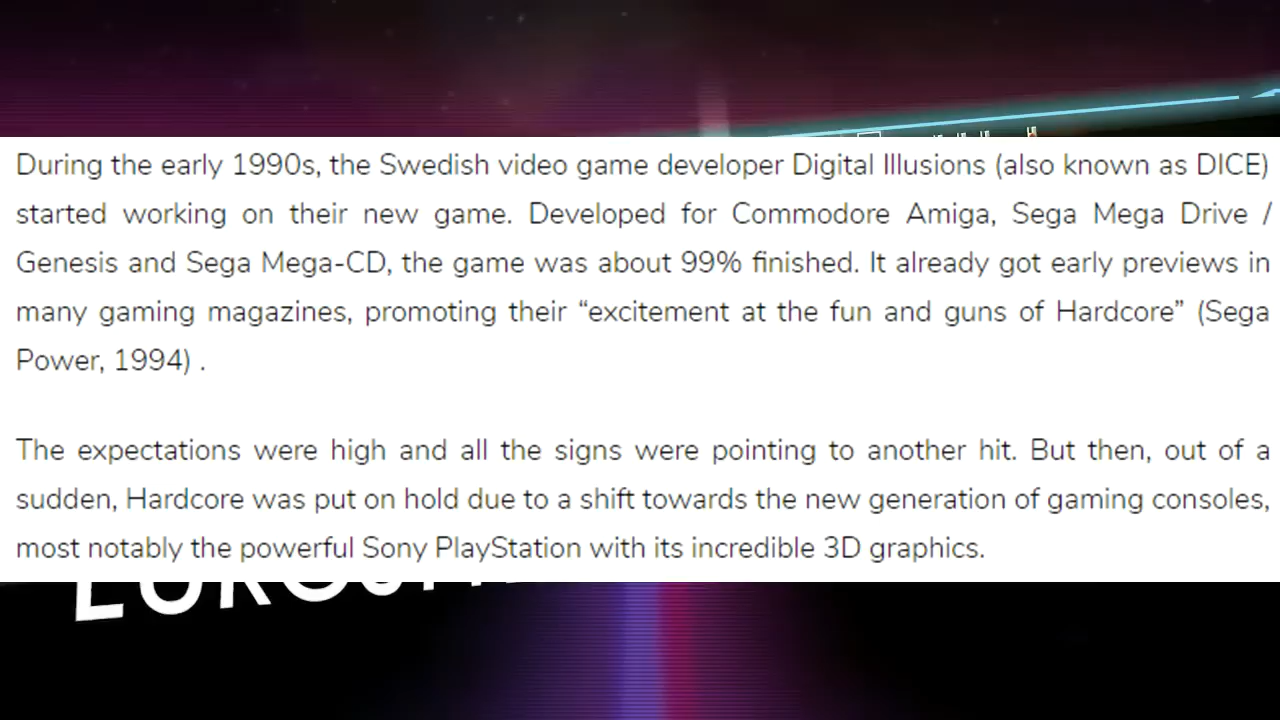 During the early 1990s, the Swedish video game developer Digital Illusions (also known as DICE)
started working on their new game. Developed for Commodore Amiga, Sega Mega Drive /
Genesis and Sega Mega-CD, the game was about 99% finished. It already got early previews in
many gaming magazines, promoting their “excitement at the fun and guns of Hardcore” (Sega
Power, 1994) .
The expectations were high and all the signs were pointing to another hit. But then, out of a
sudden, Hardcore was put on hold due to a shift towards the new generation of gaming consoles,
most notably the powerful Sony PlayStation with its incredible 3D graphics.